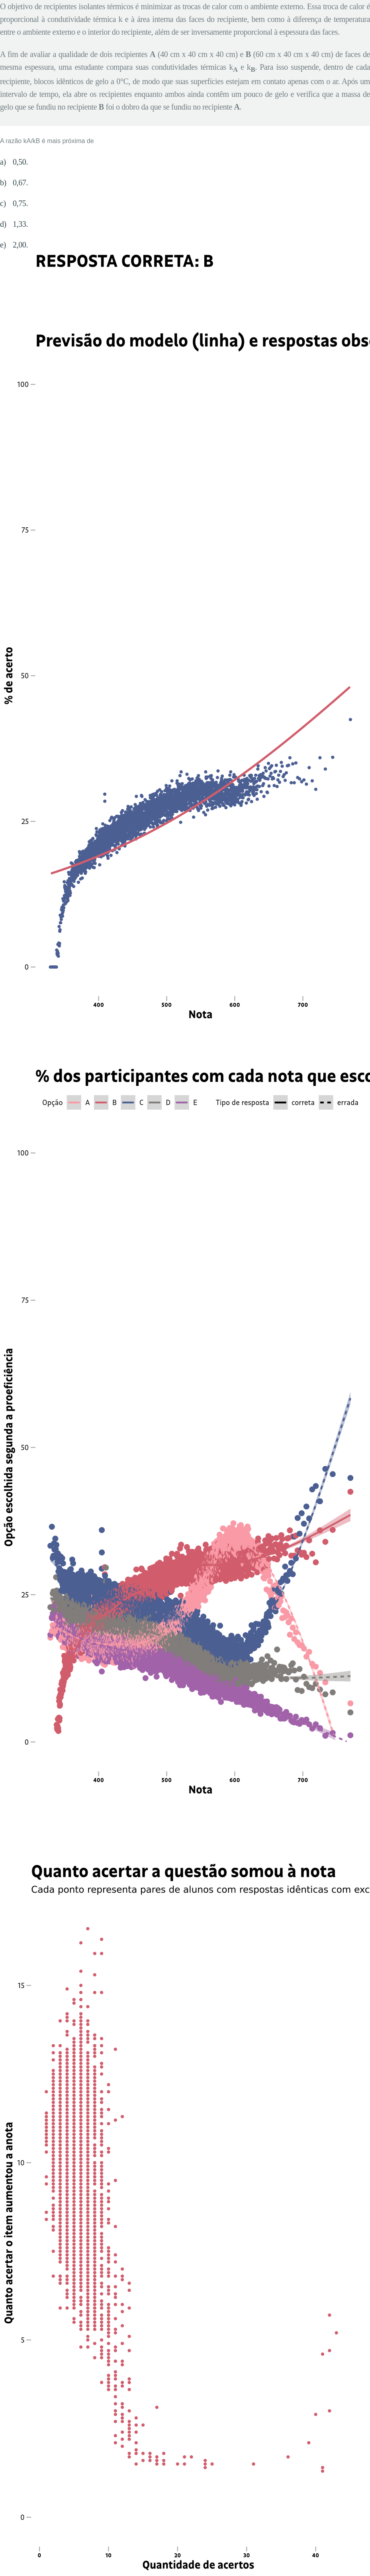 O objetivo de recipientes isolantes térmicos é minimizar as trocas de calor com o ambiente externo. Essa troca de calor é
proporcional à condutividade térmica k e à área interna das faces do recipiente, bem como à diferença de temperatura
entre o ambiente externo e o interior do recipiente, além de ser inversamente proporcional à espessura das faces.
A fim de avaliar a qualidade de dois recipientes A (40 cm x 40 cm x 40 cm) e B (60 cm x 40 cm x 40 cm) de faces de
mesma espessura, uma estudante compara suas condutividades térmicas kA e kB. Para isso suspende, dentro de cada
recipiente, blocos idênticos de gelo a 0°C, de modo que suas superfícies estejam em contato apenas com o ar. Após um
intervalo de tempo, ela abre os recipientes enquanto ambos ainda contêm um pouco de gelo e verifica que a massa de
gelo que se fundiu no recipiente B foi o dobro da que se fundiu no recipiente A.
A razão kA/kB é mais próxima de
a) 0,50.
b) 0,67.
c) 0,75.
d) 1,33.
e) 2,00.
RESPOSTA CORRETA: B
Previsão do modelo (linha) e respostas obs
100
75
50
25
0
% de acerto
400 500 600 700
Nota
% dos participantes com cada nota que esco
Opção A B C D E Tipo de resposta correta errada
100
75
50
25
0
Opção escolhida segunda a proeficiência
400 500 600 700
Nota
Quanto acertar a questão somou à nota
Cada ponto representa pares de alunos com respostas idênticas com exc
15
10
5
0
Quanto acertar o item aumentou a anota
0 10 20 30 40
Quantidade de acertos